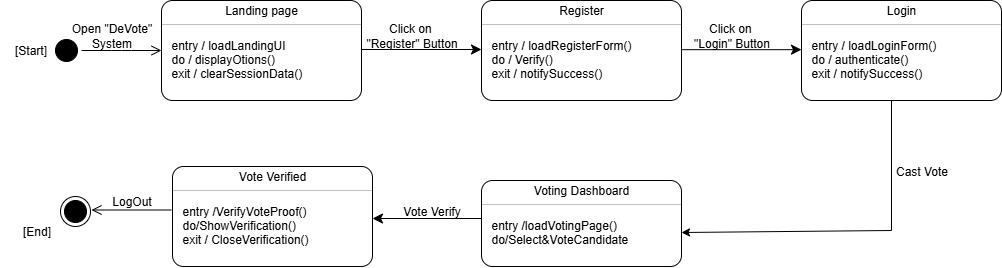 Landing page
Register
Login
Open "DeVote"
System
Click on
"Register" Button
Click on
"Login" Button
[Start]
entry / loadLandingUI
do / displayOtions()
exit / clearSessionData()
entry / loadRegisterForm()
do / Verify()
exit / notifySuccess()
entry / loadLoginForm()
do / authenticate()
exit / notifySuccess()
Cast Vote
Vote Verified
Voting Dashboard
LogOut
entry /VerifyVoteProof()
do/ShowVerification()
exit / CloseVerification()
Vote Verify
entry /loadVotingPage()
do/Select&VoteCandidate
[End]